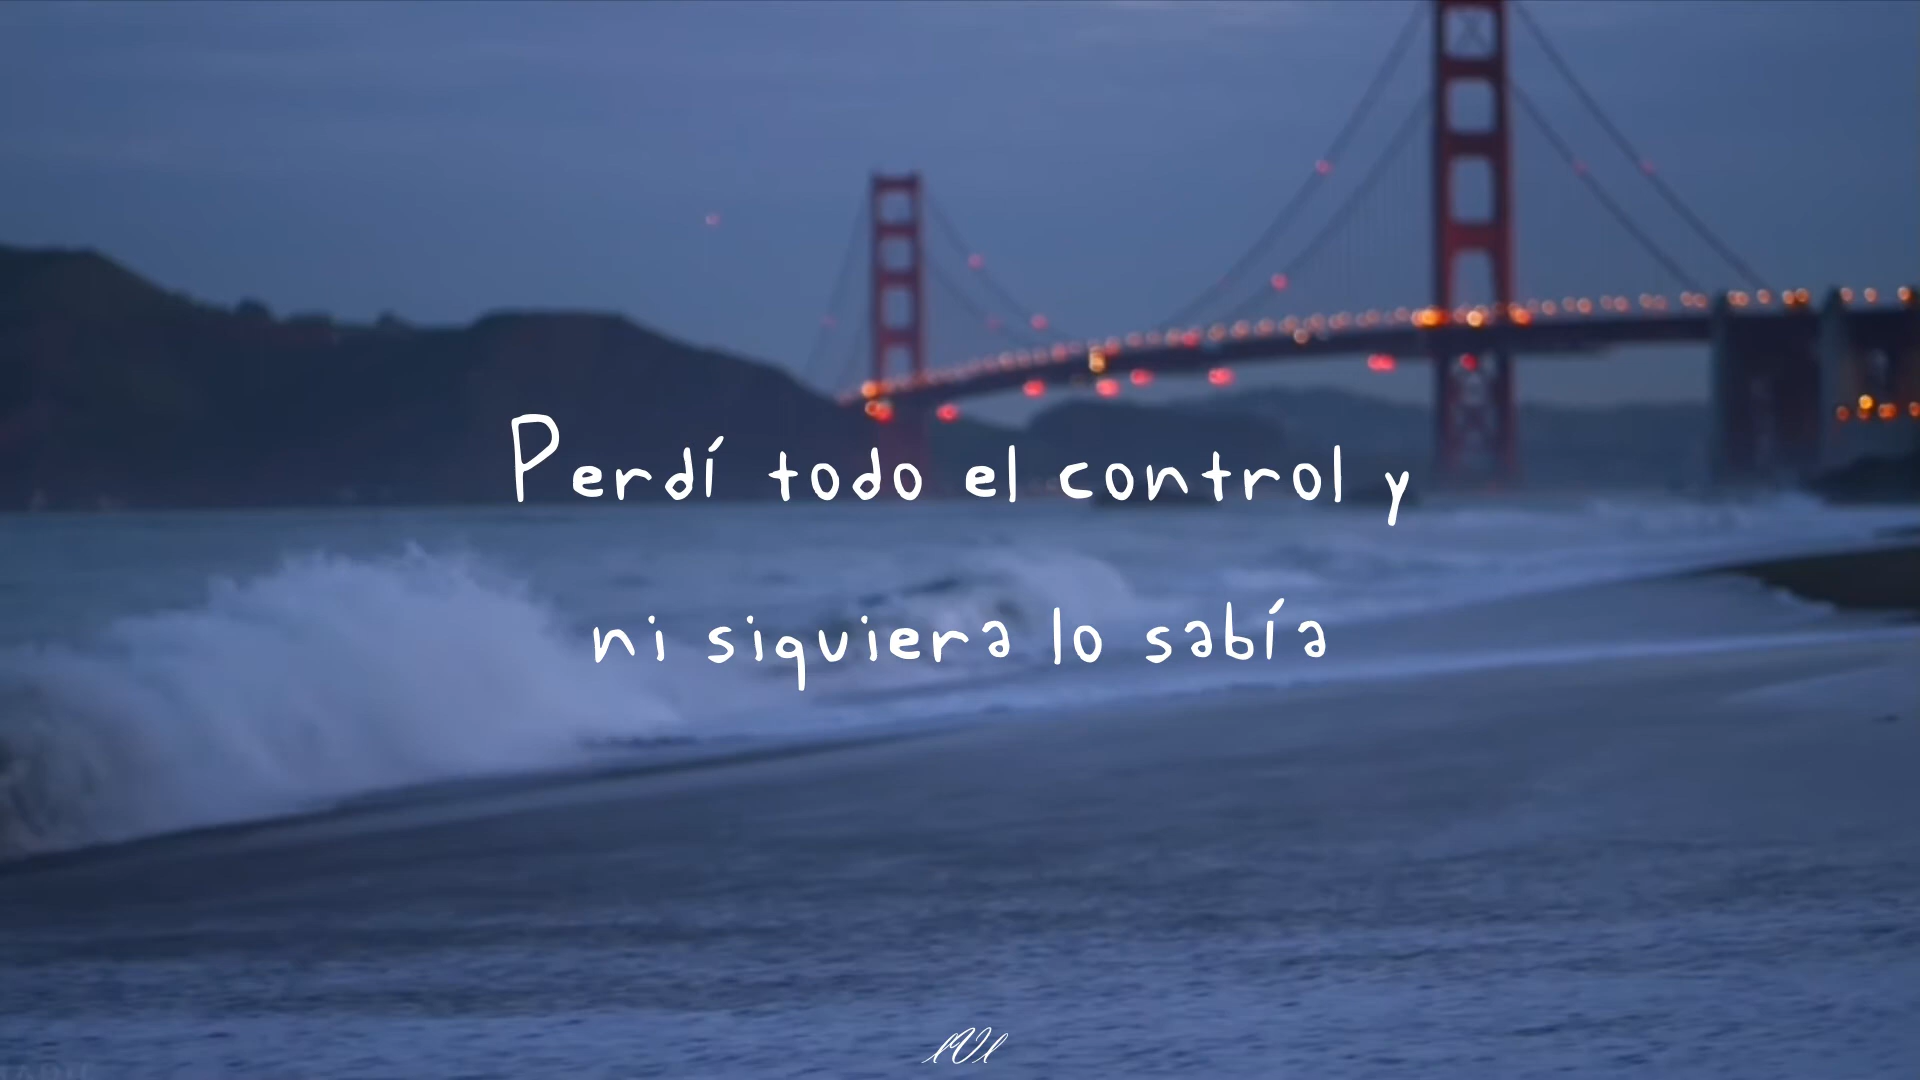 Perdí todo el control y
ni siquiera lo sabía